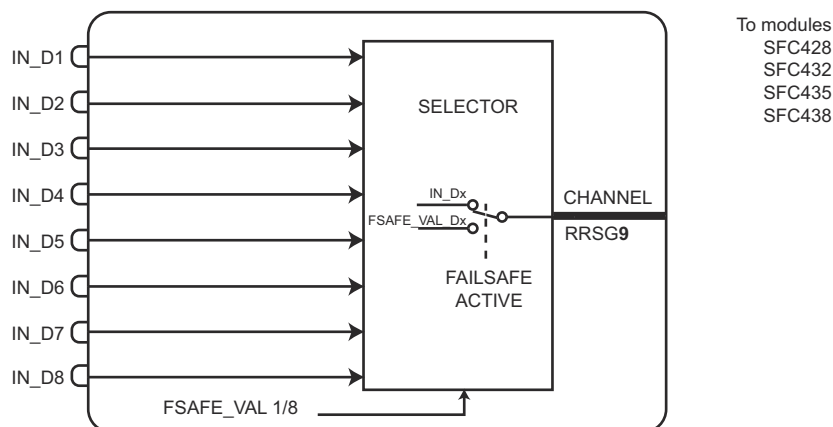 To modules
SFC428
SFC432
SFC435
SFC438
IN_D1
IN_D2
IN_D3
IN_D4
IN_D5
IN_D6
IN_D7
IN_D8
SELECTOR
IN_Dx
FSAFE_VAL_Dx
FAILSAFE
ACTIVE
CHANNEL
RRSG9
FSAFE_VAL 1/8